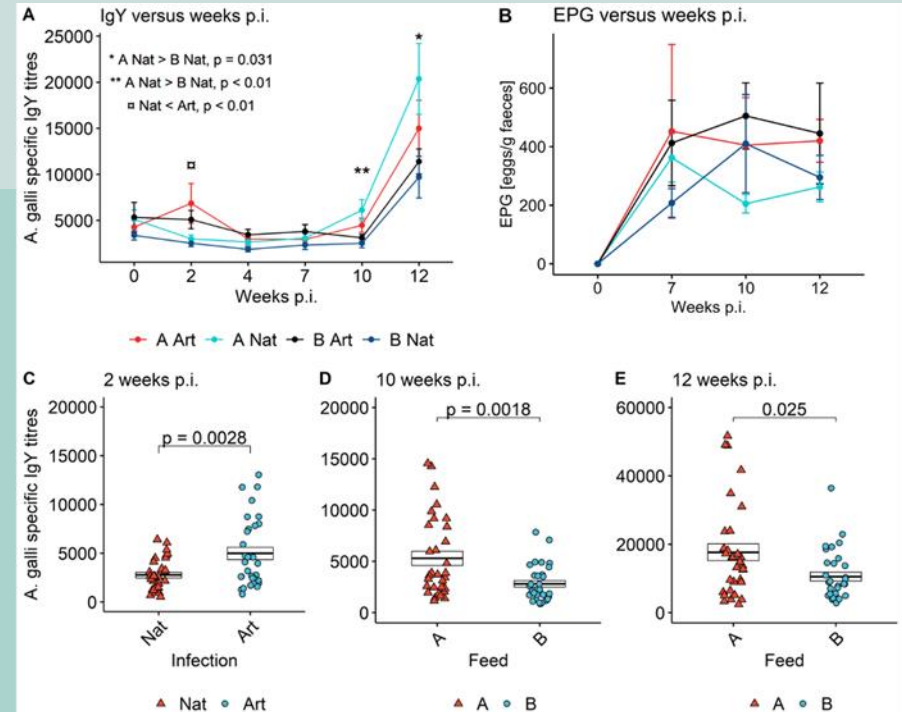 A IgY versus weeks p.i.
25000
20000
15000
10000
5000
A. galli specific IgY titres
* A Nat > B Nat, p = 0.031
** A Nat > B Nat, p < 0.01
¤ Nat < Art, p < 0.01
¤
**
*
0 2 4 7 10 12
Weeks p.i.
B EPG versus weeks p.i.
600
400
200
0
EPG [eggs/g faeces]
0 7 10 12
Weeks p.i.
A Art A Nat B Art B Nat
C 2 weeks p.i.
20000
15000
10000
5000
0
A. galli specific IgY titres
p = 0.0028
Nat Art
Infection
Nat Art
D 10 weeks p.i.
20000
15000
10000
5000
0
p = 0.0018
A B
Feed
A B
E 12 weeks p.i.
60000
40000
20000
0
0.025
A B
Feed
A B